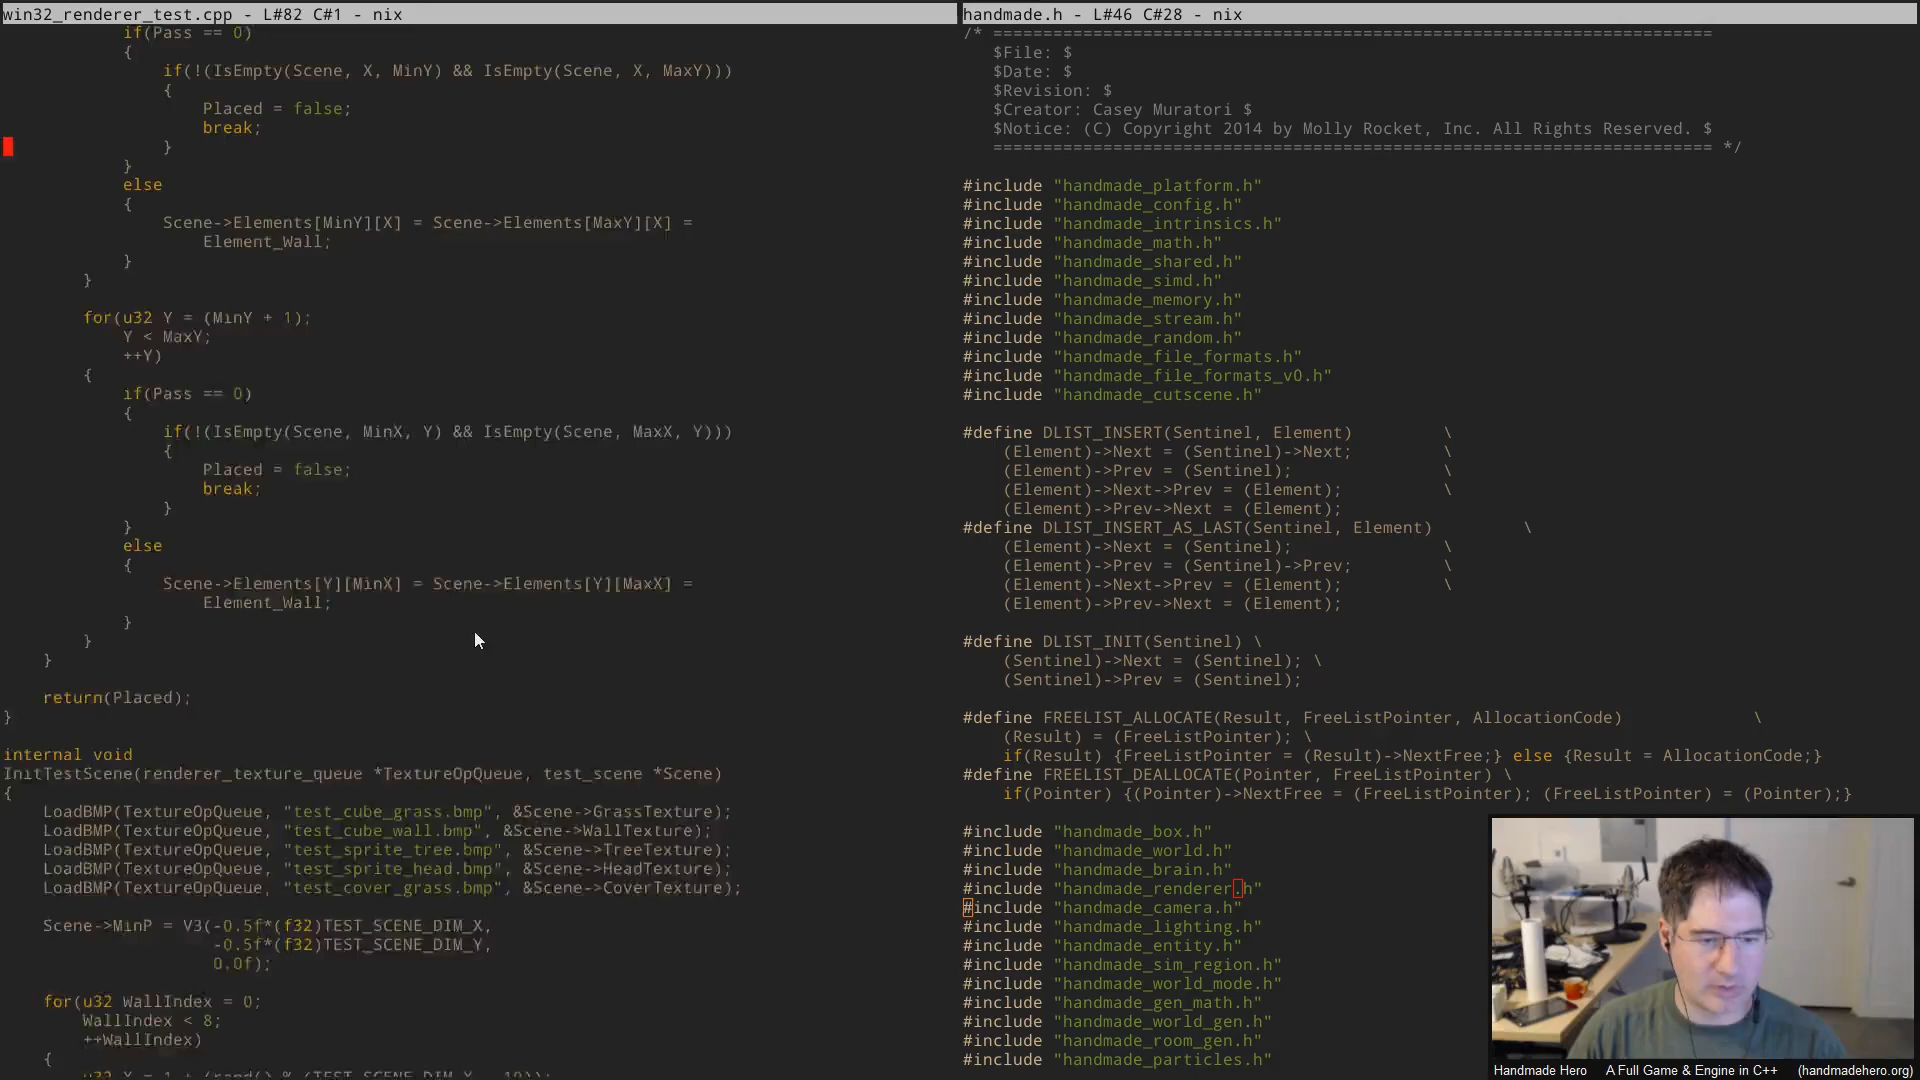 win32_renderer_test.cpp - L#82 C#1 - nix
if(Pass == 0)
{
if(!(IsEmpty(Scene, X, MinY) && IsEmpty(Scene, X, MaxY)))
{
Placed = false;
break;
}
}
else
{
Scene->Elements[MinY][X] = Scene->Elements[MaxY][X] =
Element_Wall;
}
}
for(u32 Y = (MinY + 1);
Y < MaxY;
++Y)
{
if(Pass == 0)
{
if(!(IsEmpty(Scene, MinX, Y) && IsEmpty(Scene, MaxX, Y)))
{
Placed = false;
break;
}
}
else
{
Scene->Elements[Y][MinX] = Scene->Elements[Y][MaxX] =
Element_Wall;
}
}
}
return(Placed);
}
internal void
InitTestScene(renderer_texture_queue *TextureOpQueue, test_scene *Scene)
{
LoadBMP(TextureOpQueue, "test_cube_grass.bmp", &Scene->GrassTexture);
LoadBMP(TextureOpQueue, "test_cube_wall.bmp", &Scene->WallTexture);
LoadBMP(TextureOpQueue, "test_sprite_tree.bmp", &Scene->TreeTexture);
LoadBMP(TextureOpQueue, "test_sprite_head.bmp", &Scene->HeadTexture);
LoadBMP(TextureOpQueue, "test_cover_grass.bmp", &Scene->CoverTexture);
Scene->MinP = V3(-0.5f*(f32)TEST_SCENE_DIM_X,
-0.5f*(f32)TEST_SCENE_DIM_Y,
0.0f);
for(u32 WallIndex = 0;
WallIndex < 8;
++WallIndex)
{
u32 X = 1 + (rand() % (TEST_SCENE_DIM_X - 10));
handmade.h - L#46 C#28 - nix
/* ========================================================================
$File: $
$Date: $
$Revision: $
$Creator: Casey Muratori $
$Notice: (C) Copyright 2014 by Molly Rocket, Inc. All Rights Reserved. $
======================================================================== */
#include "handmade_platform.h"
#include "handmade_config.h"
#include "handmade_intrinsics.h"
#include "handmade_math.h"
#include "handmade_shared.h"
#include "handmade_simd.h"
#include "handmade_memory.h"
#include "handmade_stream.h"
#include "handmade_random.h"
#include "handmade_file_formats.h"
#include "handmade_file_formats_v0.h"
#include "handmade_cutscene.h"
#define DLIST_INSERT(Sentinel, Element) \
(Element)->Next = (Sentinel)->Next; \
(Element)->Prev = (Sentinel); \
(Element)->Next->Prev = (Element); \
(Element)->Prev->Next = (Element);
#define DLIST_INSERT_AS_LAST(Sentinel, Element) \
(Element)->Next = (Sentinel); \
(Element)->Prev = (Sentinel)->Prev; \
(Element)->Next->Prev = (Element); \
(Element)->Prev->Next = (Element);
#define DLIST_INIT(Sentinel) \
(Sentinel)->Next = (Sentinel); \
(Sentinel)->Prev = (Sentinel);
#define FREELIST_ALLOCATE(Result, FreeListPointer, AllocationCode) \
(Result) = (FreeListPointer); \
if(Result) {FreeListPointer = (Result)->NextFree;} else {Result = AllocationCode;}
#define FREELIST_DEALLOCATE(Pointer, FreeListPointer) \
if(Pointer) {(Pointer)->NextFree = (FreeListPointer); (FreeListPointer) = (Pointer);}
#include "handmade_box.h"
#include "handmade_world.h"
#include "handmade_brain.h"
#include "handmade_renderer.h"
#include "handmade_camera.h"
#include "handmade_lighting.h"
#include "handmade_entity.h"
#include "handmade_sim_region.h"
#include "handmade_world_mode.h"
#include "handmade_gen_math.h"
#include "handmade_world_gen.h"
#include "handmade_room_gen.h"
#include "handmade_particles.h"
Handmade Hero A Full Game & Engine in C++ (handmadehero.org)